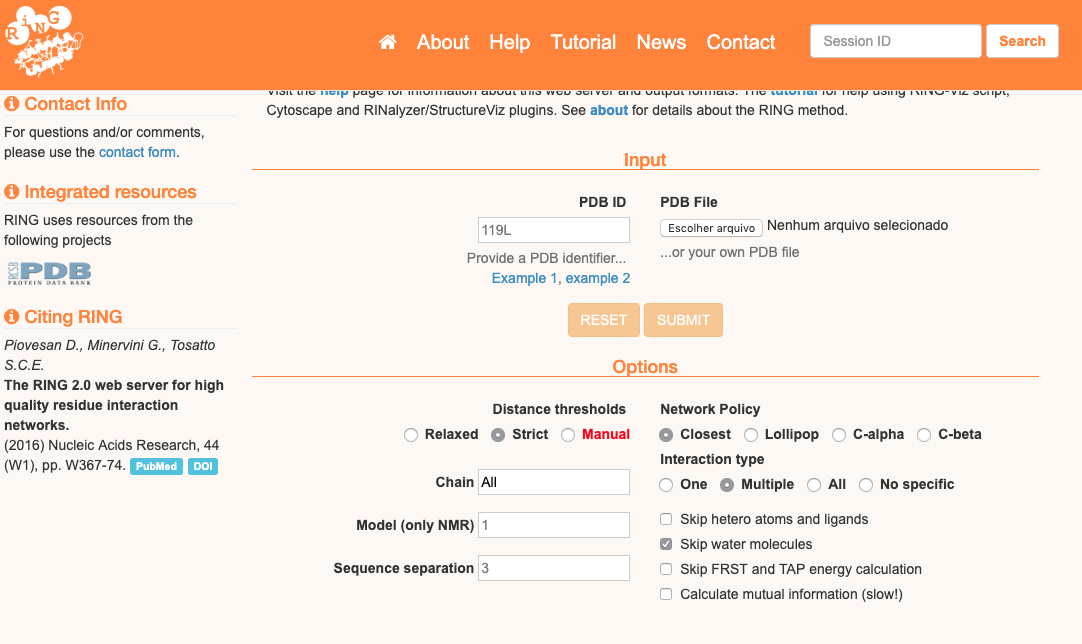 RiNG
About Help Tutorial News Contact
Session ID
Search
Contact Info
For questions and/or comments,
please use the contact form.
Integrated resources
RING uses resources from the
following projects
RCSB PDB
PROTEIN DATA BANK
Citing RING
Piovesan D., Minervini G., Tosatto
S.C.E.
The RING 2.0 web server for high
quality residue interaction
networks.
(2016) Nucleic Acids Research, 44
(W1), pp. W367-74. PubMed DOI
Visit the help page for information about this web server and output formats. The tutorial for help using RING-Viz script,
Cytoscape and RINalyzer/StructureViz plugins. See about for details about the RING method.
Input
PDB ID
119L
Provide a PDB identifier...
Example 1, example 2
PDB File
Escolher arquivo Nenhum arquivo selecionado
...or your own PDB file
RESET SUBMIT
Options
Distance thresholds
Relaxed Strict Manual
Chain All
Model (only NMR) 1
Sequence separation 3
Network Policy
Closest Lollipop C-alpha C-beta
Interaction type
One Multiple All No specific
Skip hetero atoms and ligands
Skip water molecules
Skip FRST and TAP energy calculation
Calculate mutual information (slow!)